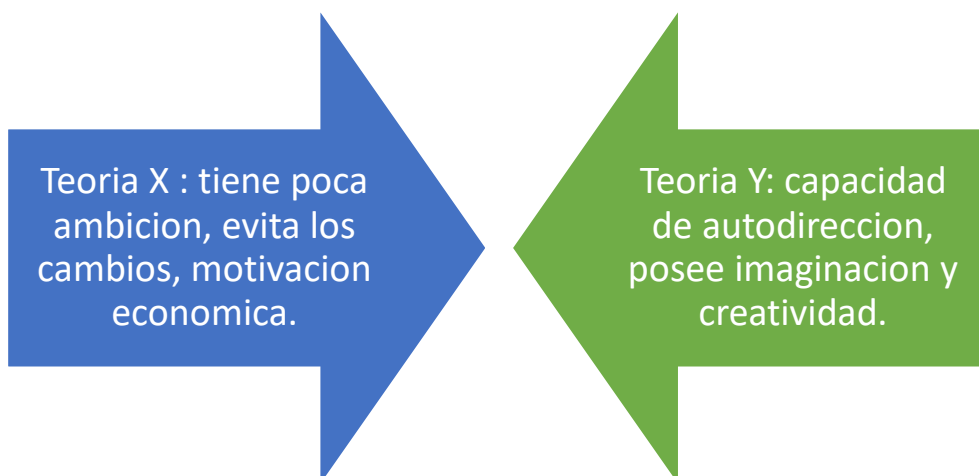 Teoria X : tiene poca
ambicion, evita los
cambios, motivacion
economica.
Teoria Y: capacidad
de autodireccion,
posee imaginacion y
creatividad.